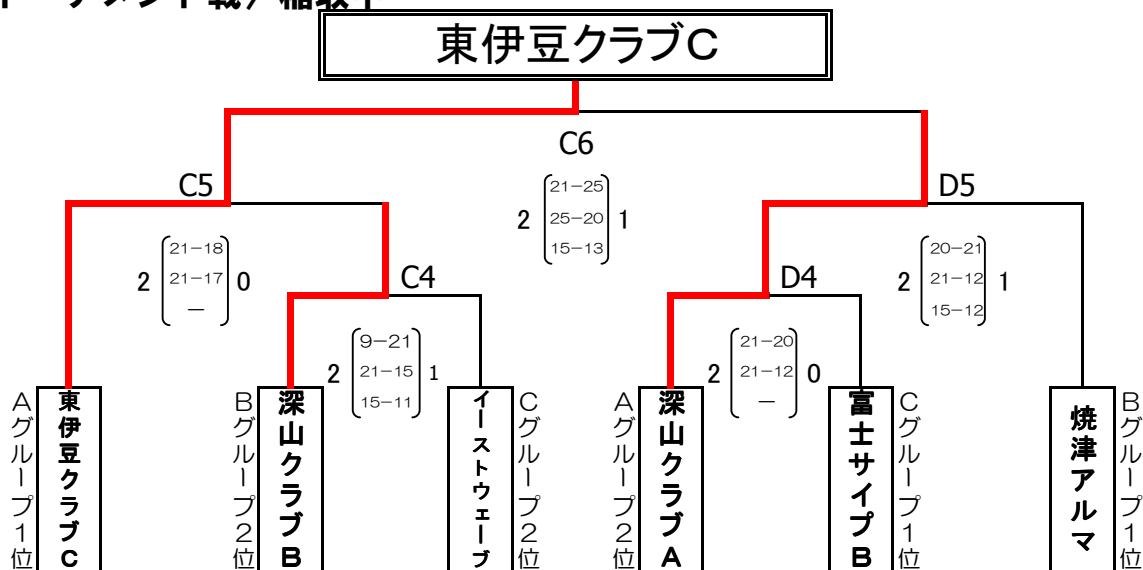 東伊豆クラブC
C6
21-25
2 25-20 1
15-13
C5
21-18
2 21-17 0
-
D5
20-21
2 21-12 1
15-12
C4
9-21
2 21-15 1
15-11
D4
21-20
2 21-12 0
-
Aグループ1位
東伊豆クラブC
Bグループ2位
深山クラブB
イーストウェーブ
Cグループ2位
Aグループ2位
深山クラブA
富士サイプB
Cグループ1位
焼津アルマ
Bグループ1位